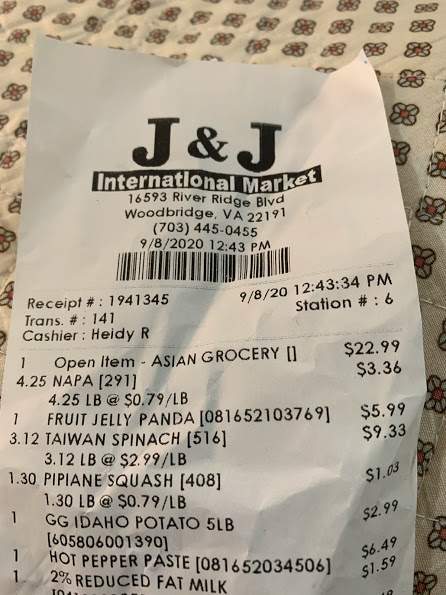 J & J
International Market
16593 River Ridge Blvd
Woodbridge, VA 22191
(703) 445-0455
9/8/2020 12:43 PM
9/8/20 12:43:34 PM
Receipt # : 1941345 Station # : 6
Trans. # : 141
Cashier : Heidy R
1 Open Item - ASIAN GROCERY [] $22.99
4.25 NAPA [291] $3.36
4.25 LB @ $0.79/LB
1 FRUIT JELLY PANDA [081652103769] $5.99
3.12 TAIWAN SPINACH [516] $9.33
3.12 LB @ $2.99/LB
1.30 PIPIANE SQUASH [408] $1.03
1.30 LB @ $0.79/LB
1 GG IDAHO POTATO 5LB $2.99
[605806001390]
1 HOT PEPPER PASTE [081652034506] $6.49
1 2% REDUCED FAT MILK $1.59